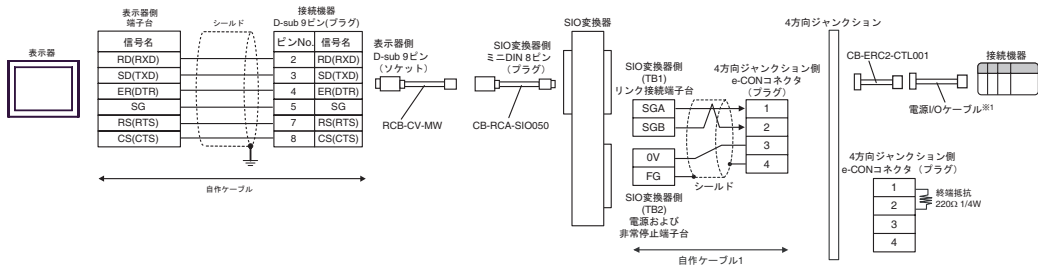 表示器
表示器側
端子台
シールド
接続機器
D-sub 9ピン(プラグ)
信号名
ピンNo.
信号名
RD(RXD)
2
RD(RXD)
SD(TXD)
3
SD(TXD)
ER(DTR)
4
ER(DTR)
SG
5
SG
RS(RTS)
7
RS(RTS)
CS(CTS)
8
CS(CTS)
自作ケーブル
表示器側
D-sub 9ピン
（ソケット）
RCB-CV-MW
SIO変換器側
ミニDIN 8ピン
（プラグ）
CB-RCA-SIO050
SIO変換器
SIO変換器側
(TB1)
リンク接続端子台
SGA
SGB
0V
FG
SIO変換器側
(TB2)
電源および
非常停止端子台
シールド
4方向ジャンクション側
e-CONコネクタ
（プラグ）
1
2
3
4
自作ケーブル1
4方向ジャンクション
CB-ERC2-CTL001
接続機器
電源I/Oケーブル※1
4方向ジャンクション側
e-CONコネクタ（プラグ）
1
2
3
4
終端抵抗
220Ω 1/4W